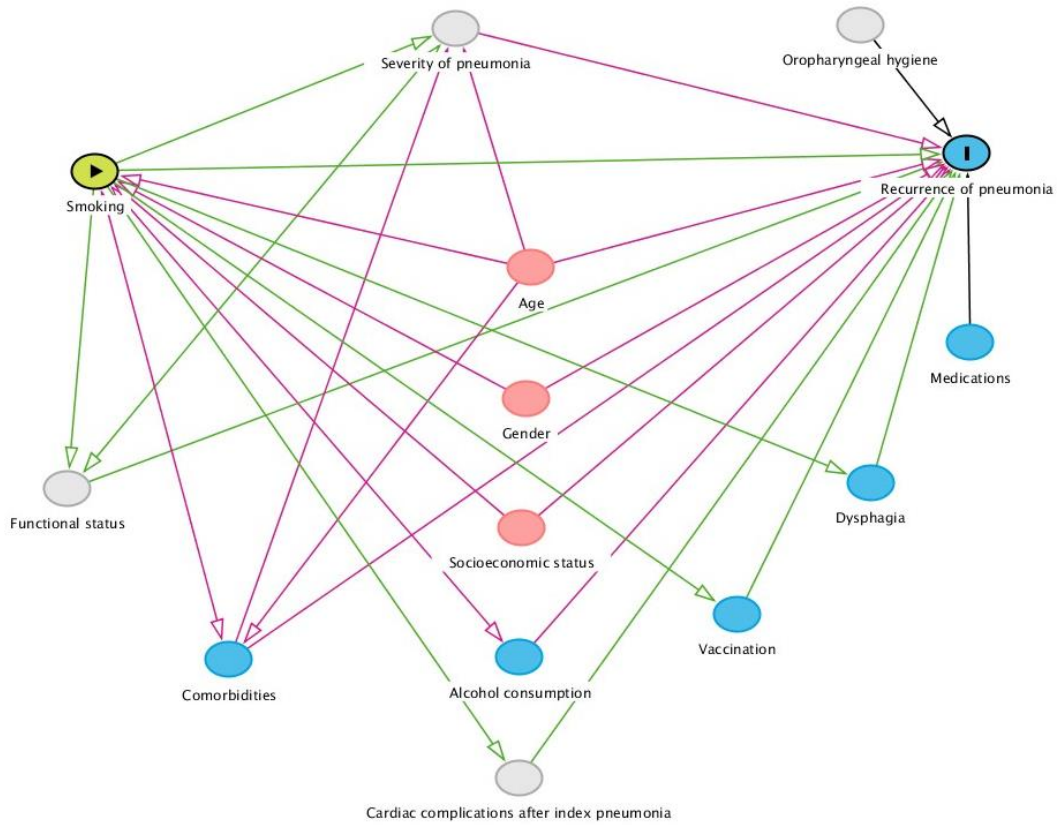 Severity of pneumonia
Oropharyngeal hygiene
Smoking
Recurrence of pneumonia
Age
Medications
Gender
Functional status
Dysphagia
Socioeconomic status
Vaccination
Comorbidities
Alcohol consumption
Cardiac complications after index pneumonia